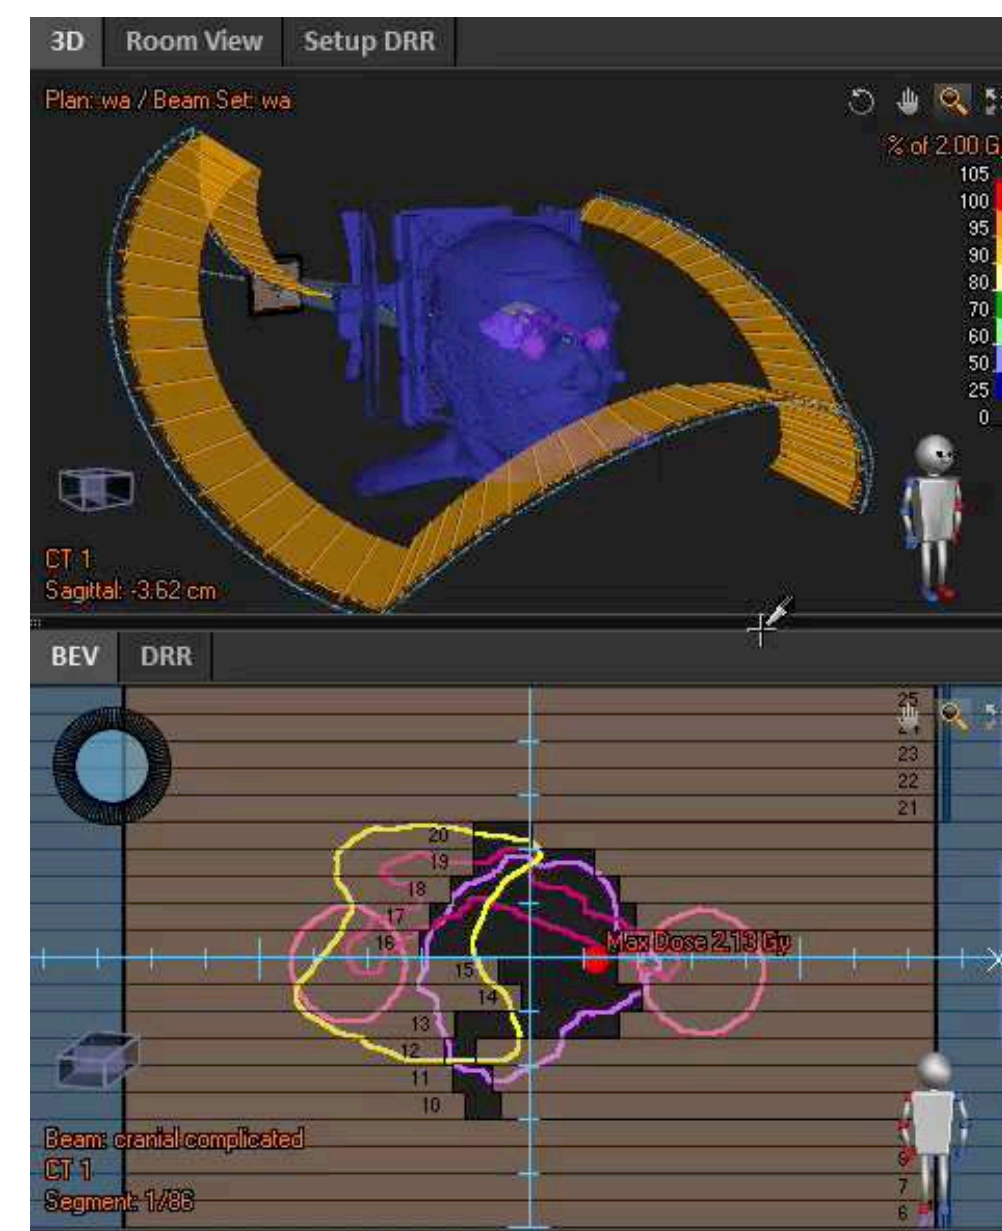 3D Room View Setup DRR
Plan: wa / Beam Set: wa
% of 2.00 G
105
100
95
90
80
70
60
50
25
0
CT 1
Sagittal: -3.62 cm
BEV DRR
25
23
22
21
20
19
18
17
16
Max Dose 2.13 Gy
15
14
13
12
11
10
Beam: cranial complicated
CT 1
Segment: 1/86
7
6